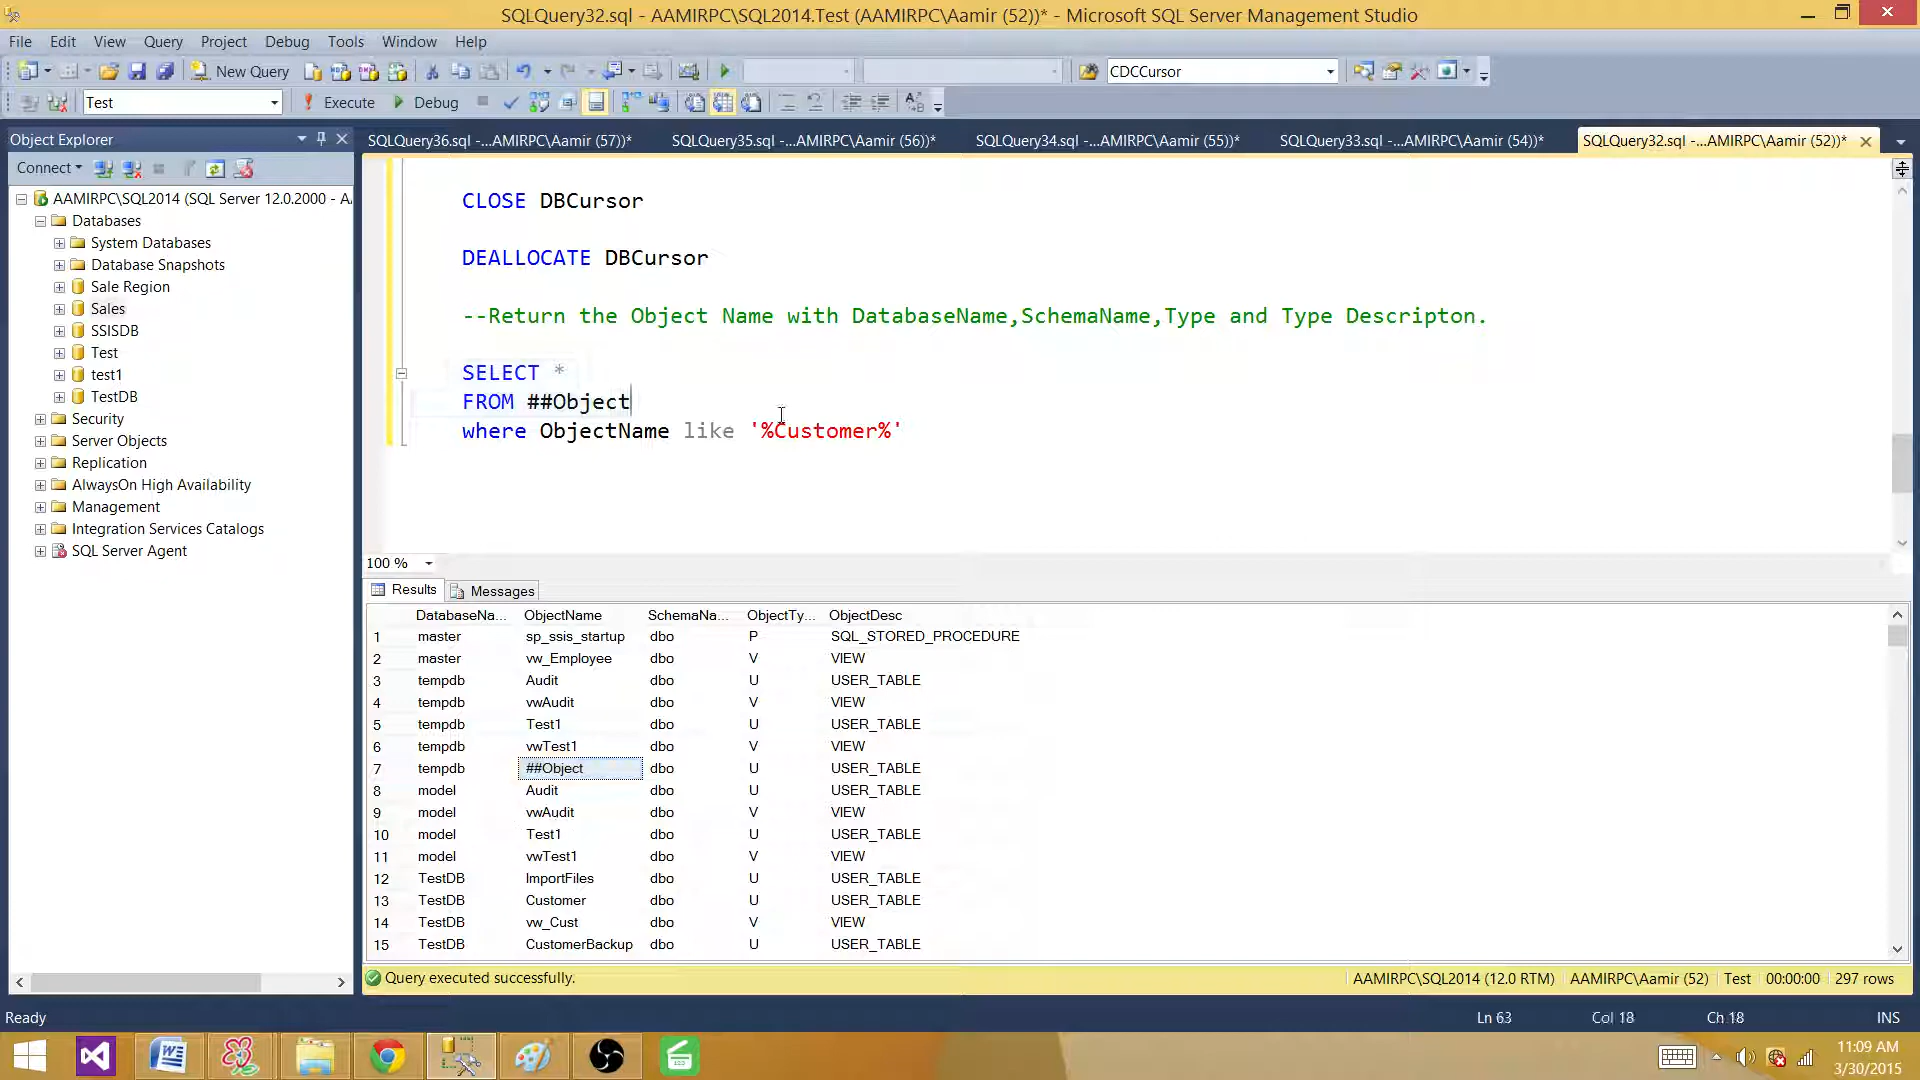 SQLQuery32.sql - AAMIRPC\SQL2014.Test (AAMIRPC\Aamir (52))* - Microsoft SQL Server Management Studio
File Edit View Query Project Debug Tools Window Help
New Query CDCCursor
Test Execute Debug
Object Explorer
SQLQuery36.sql -...AMIRPC\Aamir (57))* SQLQuery35.sql -...AMIRPC\Aamir (56))* SQLQuery34.sql -...AMIRPC\Aamir (55))* SQLQuery33.sql -...AMIRPC\Aamir (54))* SQLQuery32.sql -...AMIRPC\Aamir (52))*
Connect
AAMIRPC\SQL2014 (SQL Server 12.0.2000 - A
Databases
System Databases
Database Snapshots
Sale Region
Sales
SSISDB
Test
test1
TestDB
Security
Server Objects
Replication
AlwaysOn High Availability
Management
Integration Services Catalogs
SQL Server Agent
CLOSE DBCursor
DEALLOCATE DBCursor
--Return the Object Name with DatabaseName,SchemaName,Type and Type Descripton.
SELECT *
FROM ##Object
where ObjectName like '%Customer%'
100 %
Results Messages
DatabaseNa... ObjectName SchemaNa... ObjectTy... ObjectDesc
1 master sp_ssis_startup dbo P SQL_STORED_PROCEDURE
2 master vw_Employee dbo V VIEW
3 tempdb Audit dbo U USER_TABLE
4 tempdb vwAudit dbo V VIEW
5 tempdb Test1 dbo U USER_TABLE
6 tempdb vwTest1 dbo V VIEW
7 tempdb ##Object dbo U USER_TABLE
8 model Audit dbo U USER_TABLE
9 model vwAudit dbo V VIEW
10 model Test1 dbo U USER_TABLE
11 model vwTest1 dbo V VIEW
12 TestDB ImportFiles dbo U USER_TABLE
13 TestDB Customer dbo U USER_TABLE
14 TestDB vw_Cust dbo V VIEW
15 TestDB CustomerBackup dbo U USER_TABLE
Query executed successfully. AAMIRPC\SQL2014 (12.0 RTM) AAMIRPC\Aamir (52) Test 00:00:00 297 rows
Ready Ln 63 Col 18 Ch 18 INS
11:09 AM
3/30/2015